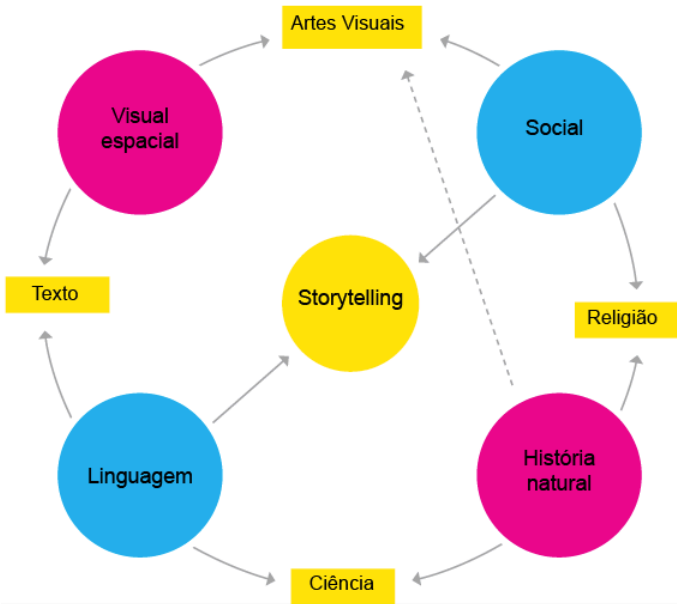 Artes Visuais
Visual
espacial
Social
Texto
Storytelling
Religião
Linguagem
História
natural
Ciência